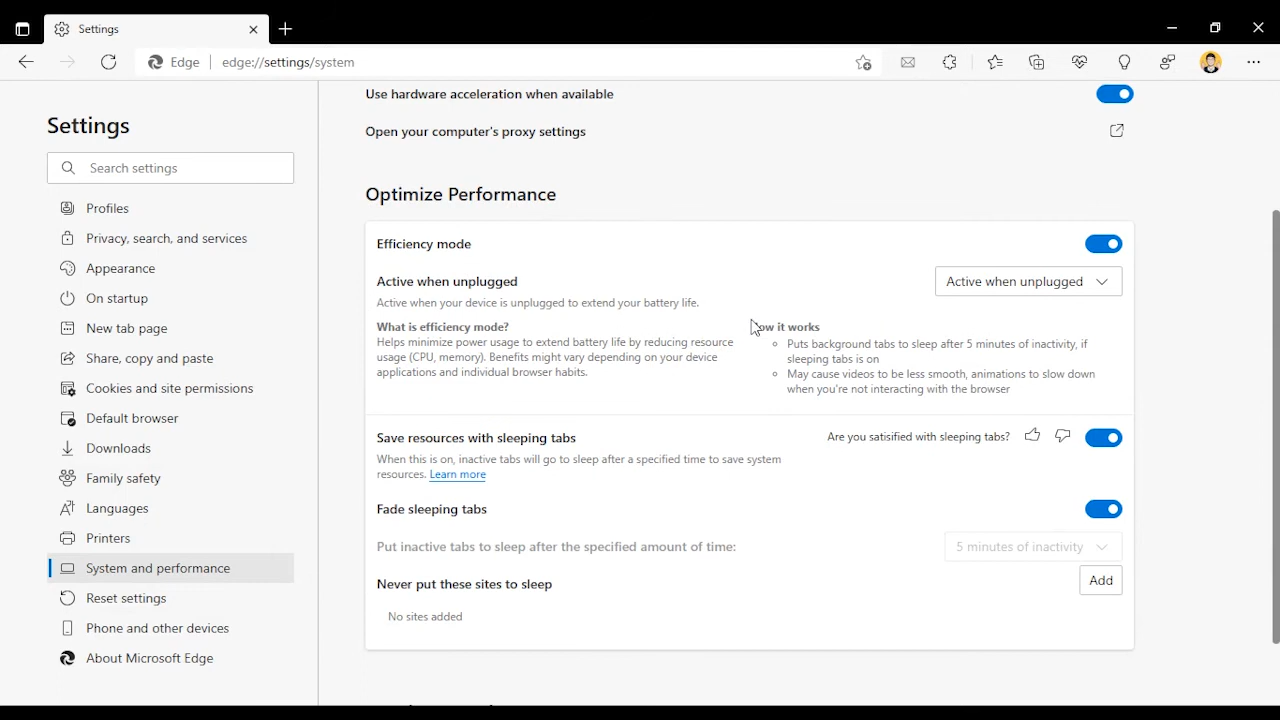 Settings
Edge | edge://settings/system
Settings
Search settings
Profiles
Privacy, search, and services
Appearance
On startup
New tab page
Share, copy and paste
Cookies and site permissions
Default browser
Downloads
Family safety
Languages
Printers
System and performance
Reset settings
Phone and other devices
About Microsoft Edge
Use hardware acceleration when available
Open your computer's proxy settings
Optimize Performance
Efficiency mode
Active when unplugged
Active when unplugged
Active when your device is unplugged to extend your battery life.
What is efficiency mode?
Helps minimize power usage to extend battery life by reducing resource
usage (CPU, memory). Benefits might vary depending on your device
applications and individual browser habits.
How it works
Puts background tabs to sleep after 5 minutes of inactivity, if
sleeping tabs is on
May cause videos to be less smooth, animations to slow down
when you're not interacting with the browser
Save resources with sleeping tabs
Are you satisified with sleeping tabs?
When this is on, inactive tabs will go to sleep after a specified time to save system
resources. Learn more
Fade sleeping tabs
Put inactive tabs to sleep after the specified amount of time:
5 minutes of inactivity
Never put these sites to sleep
Add
No sites added